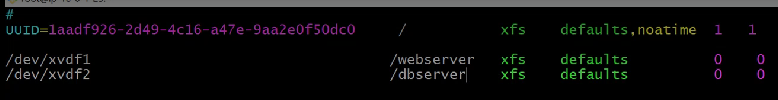 #
UUID=1aadf926-2d49-4c16-a47e-9aa2e0f50dc0 / xfs defaults,noatime 1 1
/dev/xvdf1 /webserver xfs defaults 0 0
/dev/xvdf2 /dbserver xfs defaults 0 0